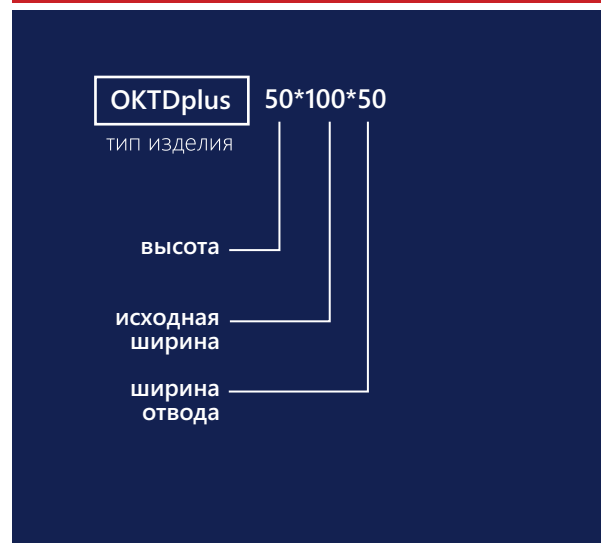 OKTDplus 50*100*50
тип изделия
высота
исходная
ширина
ширина
отвода